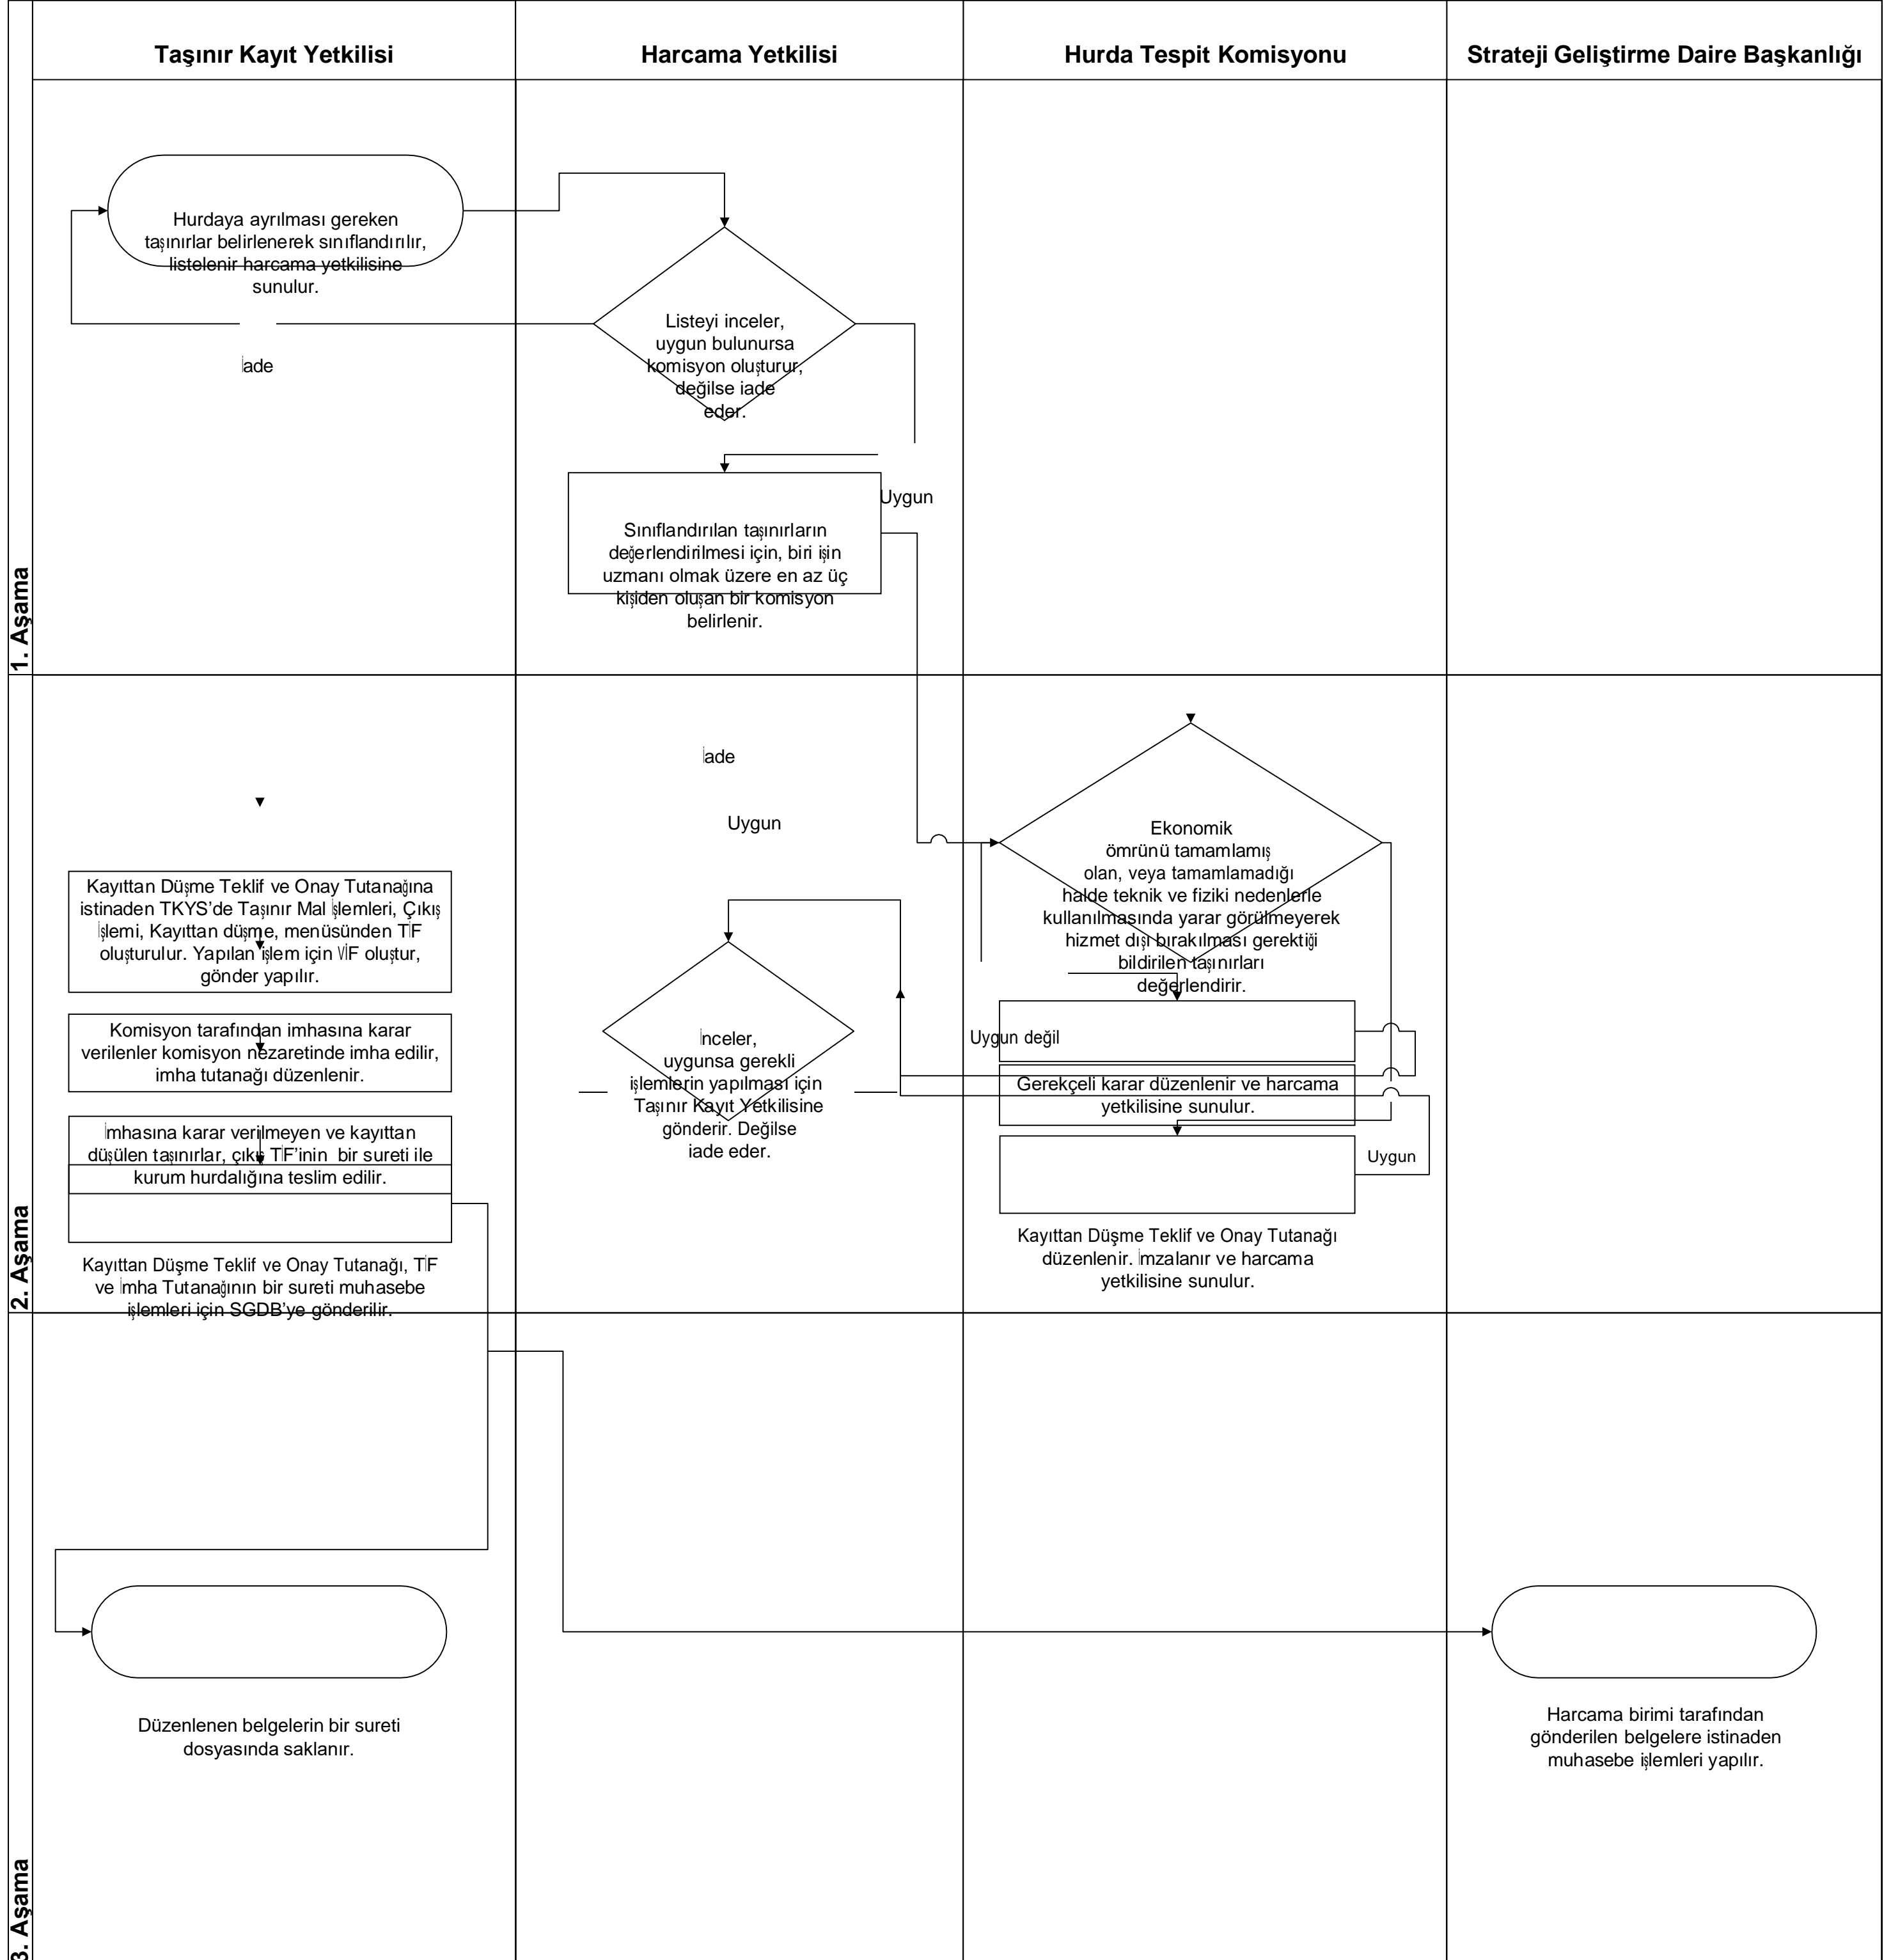 Taşınır Kayıt Yetkilisi
Harcama Yetkilisi
Hurda Tespit Komisyonu
Strateji Geliştirme Daire Başkanlığı
1. Aşama
Hurdaya ayrılması gereken
taşınırlar belirlenerek sınıflandırılır,
listelenir harcama yetkilisine
sunulur.
İade
Listeyi inceler,
uygun bulunursa
komisyon oluşturur,
değilse iade
eder.
Uygun
Sınıflandırılan taşınırların
değerlendirilmesi için, biri işin
uzmanı olmak üzere en az üç
kişiden oluşan bir komisyon
belirlenir.
2. Aşama
İade
Uygun
Ekonomik
ömrünü tamamlamış
olan, veya tamamlamadığı
halde teknik ve fiziki nedenlerle
kullanılmasında yarar görülmeyerek
hizmet dışı bırakılması gerektiği
bildirilen taşınırları
değerlendirir.
Kayıttan Düşme Teklif ve Onay Tutanağına
istinaden TKYS'de Taşınır Mal İşlemleri, Çıkış
İşlemi, Kayıttan düşme, menüsünden TİF
oluşturulur. Yapılan işlem için VİF oluştur,
gönder yapılır.
Komisyon tarafından imhasına karar
verilenler komisyon nezaretinde imha edilir,
imha tutanağı düzenlenir.
İmhasına karar verilmeyen ve kayıttan
düşülen taşınırlar, çıkış TİF'inin bir sureti ile
kurum hurdalığına teslim edilir.
Kayıttan Düşme Teklif ve Onay Tutanağı, TİF
ve İmha Tutanağının bir sureti muhasebe
işlemleri için SGDB'ye gönderilir.
İnceler,
uygunsa gerekli
işlemlerin yapılması için
Taşınır Kayıt Yetkilisine
gönderir. Değilse
iade eder.
Uygun değil
Gerekçeli karar düzenlenir ve harcama
yetkilisine sunulur.
Uygun
Kayıttan Düşme Teklif ve Onay Tutanağı
düzenlenir. İmzalanır ve harcama
yetkilisine sunulur.
3. Aşama
Düzenlenen belgelerin bir sureti
dosyasında saklanır.
Harcama birimi tarafından
gönderilen belgelere istinaden
muhasebe işlemleri yapılır.